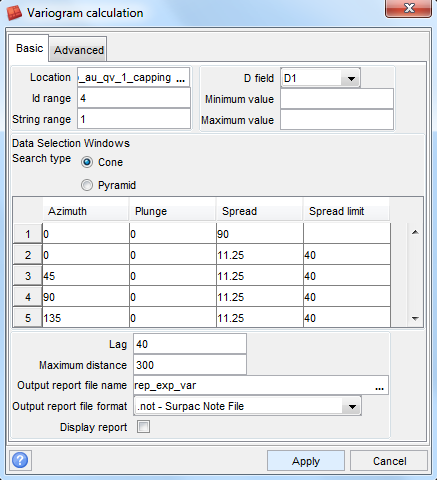 Variogram calculation
Basic Advanced
Location _au_qv_1_capping ... D field D1
Id range 4 Minimum value
String range 1 Maximum value
Data Selection Windows
Search type Cone
Pyramid
Azimuth Plunge Spread Spread limit
1 0 0 90
2 0 0 11.25 40
3 45 0 11.25 40
4 90 0 11.25 40
5 135 0 11.25 40
Lag 40
Maximum distance 300
Output report file name rep_exp_var ...
Output report file format .not - Surpac Note File
Display report
? Apply Cancel